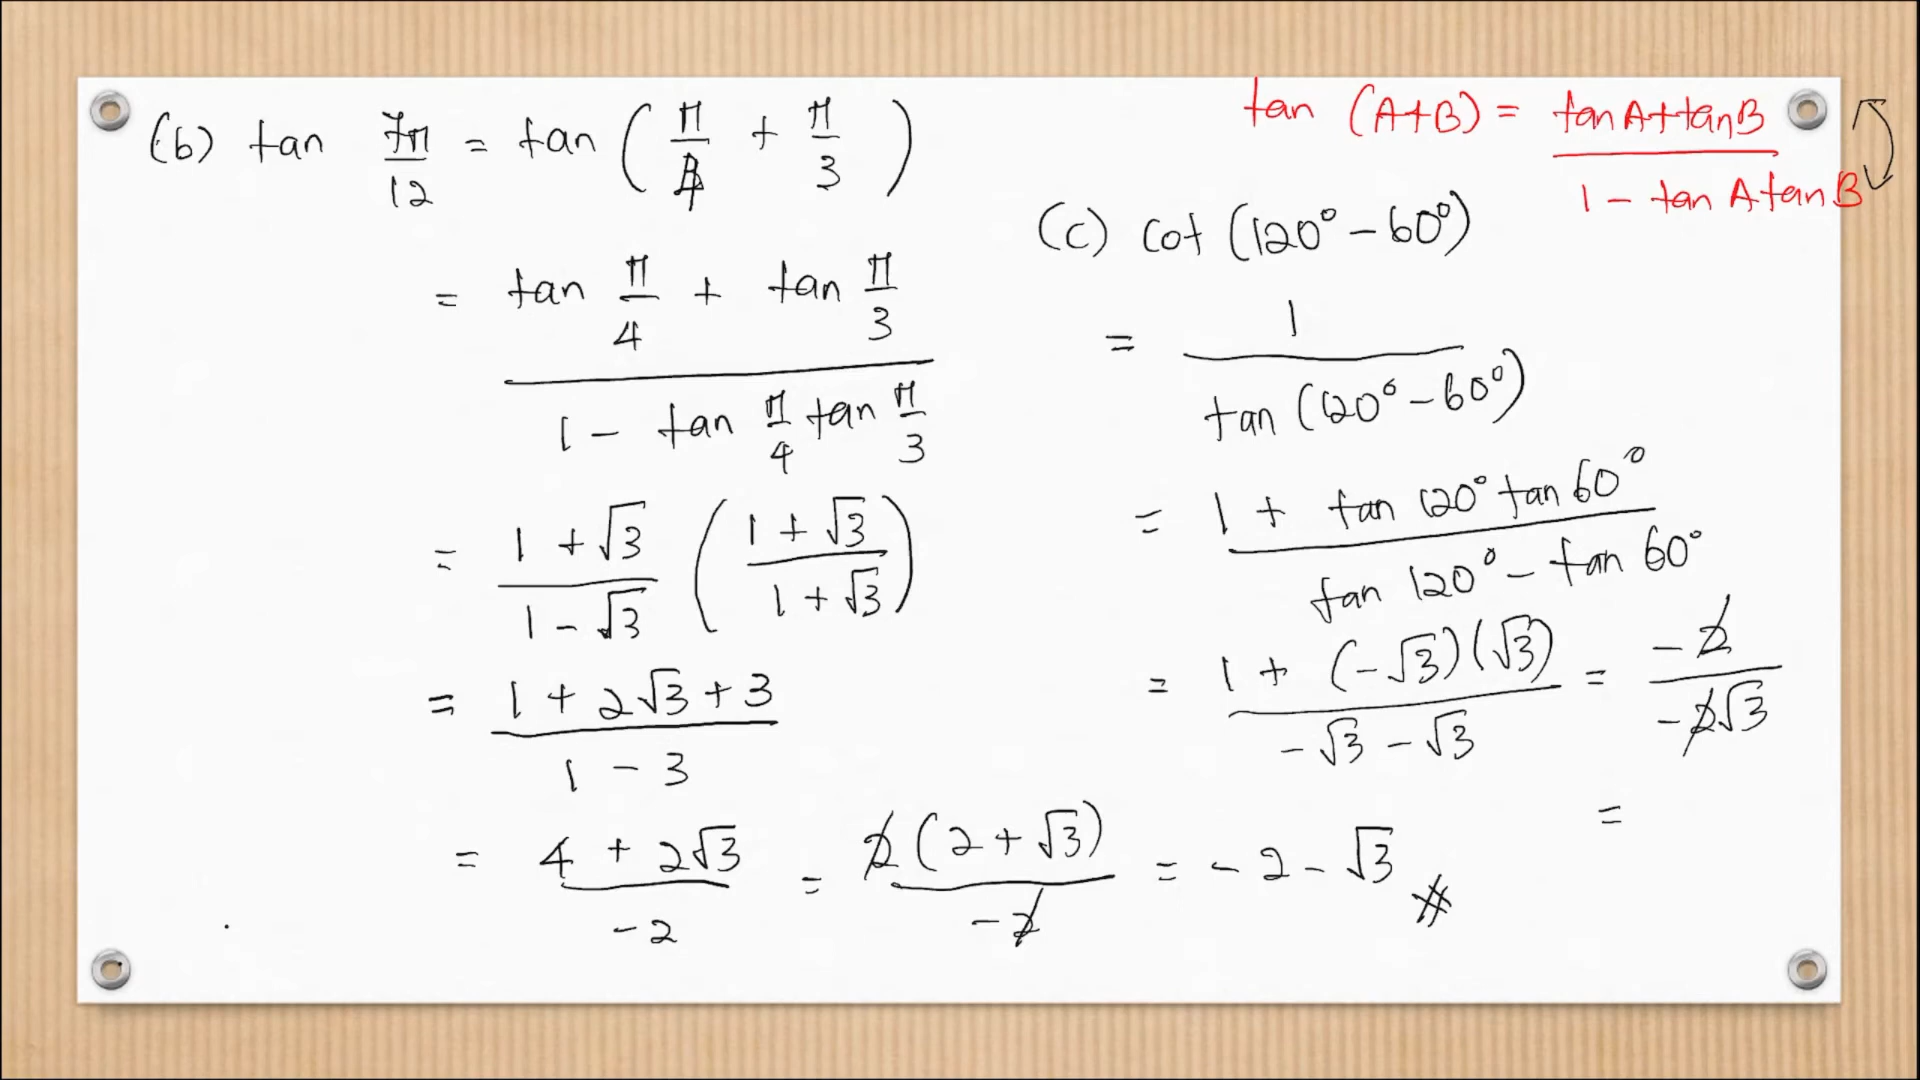 (b) tan 7π/12 = tan (π/4 + π/3)
= (tan π/4 + tan π/3) / (1 - tan π/4 tan π/3)
= (1 + √3)/(1 - √3) ((1 + √3)/(1 + √3))
= (1 + 2√3 + 3)/(1 - 3)
= (4 + 2√3)/-2 = 2(2 + √3)/-2 = -2 - √3 #
tan (A+B) = (tan A + tan B)/(1 - tan A tan B)
(c) cot (120° - 60°)
= 1/tan (120° - 60°)
= (1 + tan 120° tan 60°)/(tan 120° - tan 60°)
= (1 + (-√3)(√3))/(-√3 - √3) = -2/-2√3
=